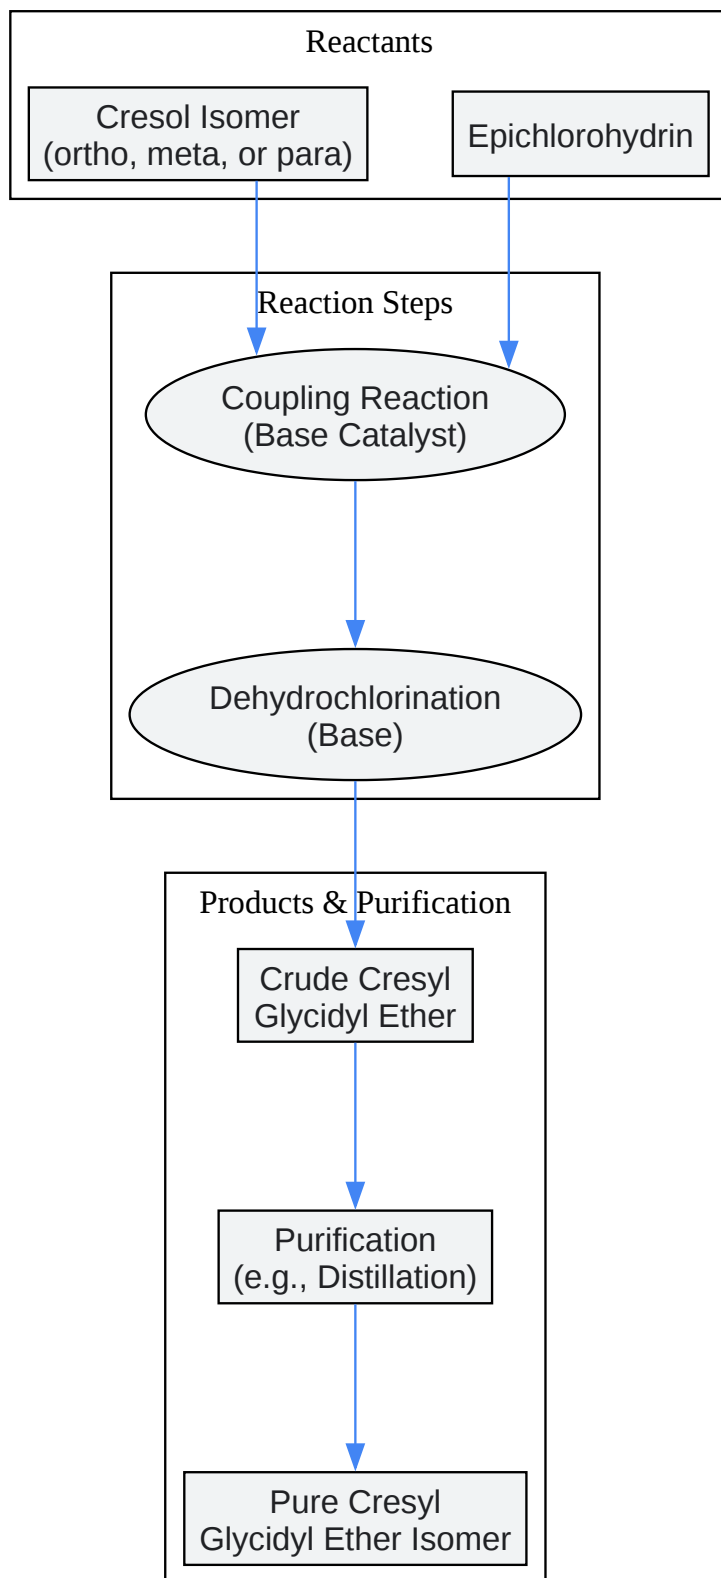 Reactants
Cresol Isomer
(ortho, meta, or para)
Epichlorohydrin
Reaction Steps
Coupling Reaction
(Base Catalyst)
Dehydrochlorination
(Base)
Products & Purification
Crude Cresyl
Glycidyl Ether
Purification
(e.g., Distillation)
Pure Cresyl
Glycidyl Ether Isomer